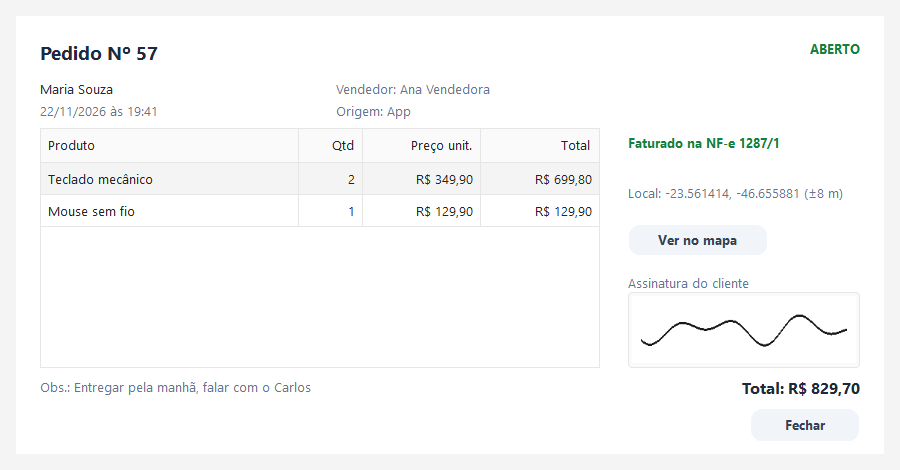 Pedido Nº 57
ABERTO
Maria Souza
Vendedor: Ana Vendedora
22/11/2026 às 19:41
Origem: App
Produto Qtd Preço unit. Total
Teclado mecânico 2 R$ 349,90 R$ 699,80
Mouse sem fio 1 R$ 129,90 R$ 129,90
Faturado na NF-e 1287/1
Local: -23.561414, -46.655881 (±8 m)
Ver no mapa
Assinatura do cliente
Obs.: Entregar pela manhã, falar com o Carlos
Total: R$ 829,70
Fechar